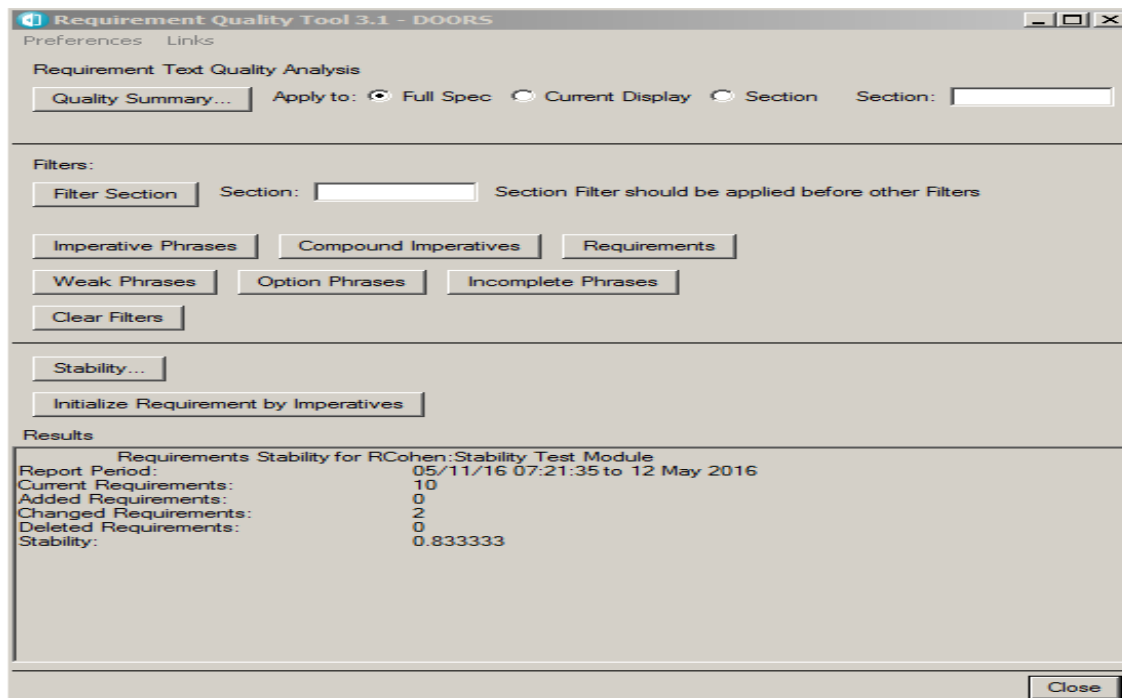 Requirement Quality Tool 3.1 - DOORS
Preferences Links
Requirement Text Quality Analysis
Quality Summary... Apply to: Full Spec Current Display Section Section:
Filters:
Filter Section Section: Section Filter should be applied before other Filters
Imperative Phrases Compound Imperatives Requirements
Weak Phrases Option Phrases Incomplete Phrases
Clear Filters
Stability...
Initialize Requirement by Imperatives
Results
Requirements Stability for RCohen:Stability Test Module
Report Period: 05/11/16 07:21:35 to 12 May 2016
Current Requirements: 10
Added Requirements: 0
Changed Requirements: 2
Deleted Requirements: 0
Stability: 0.833333
Close